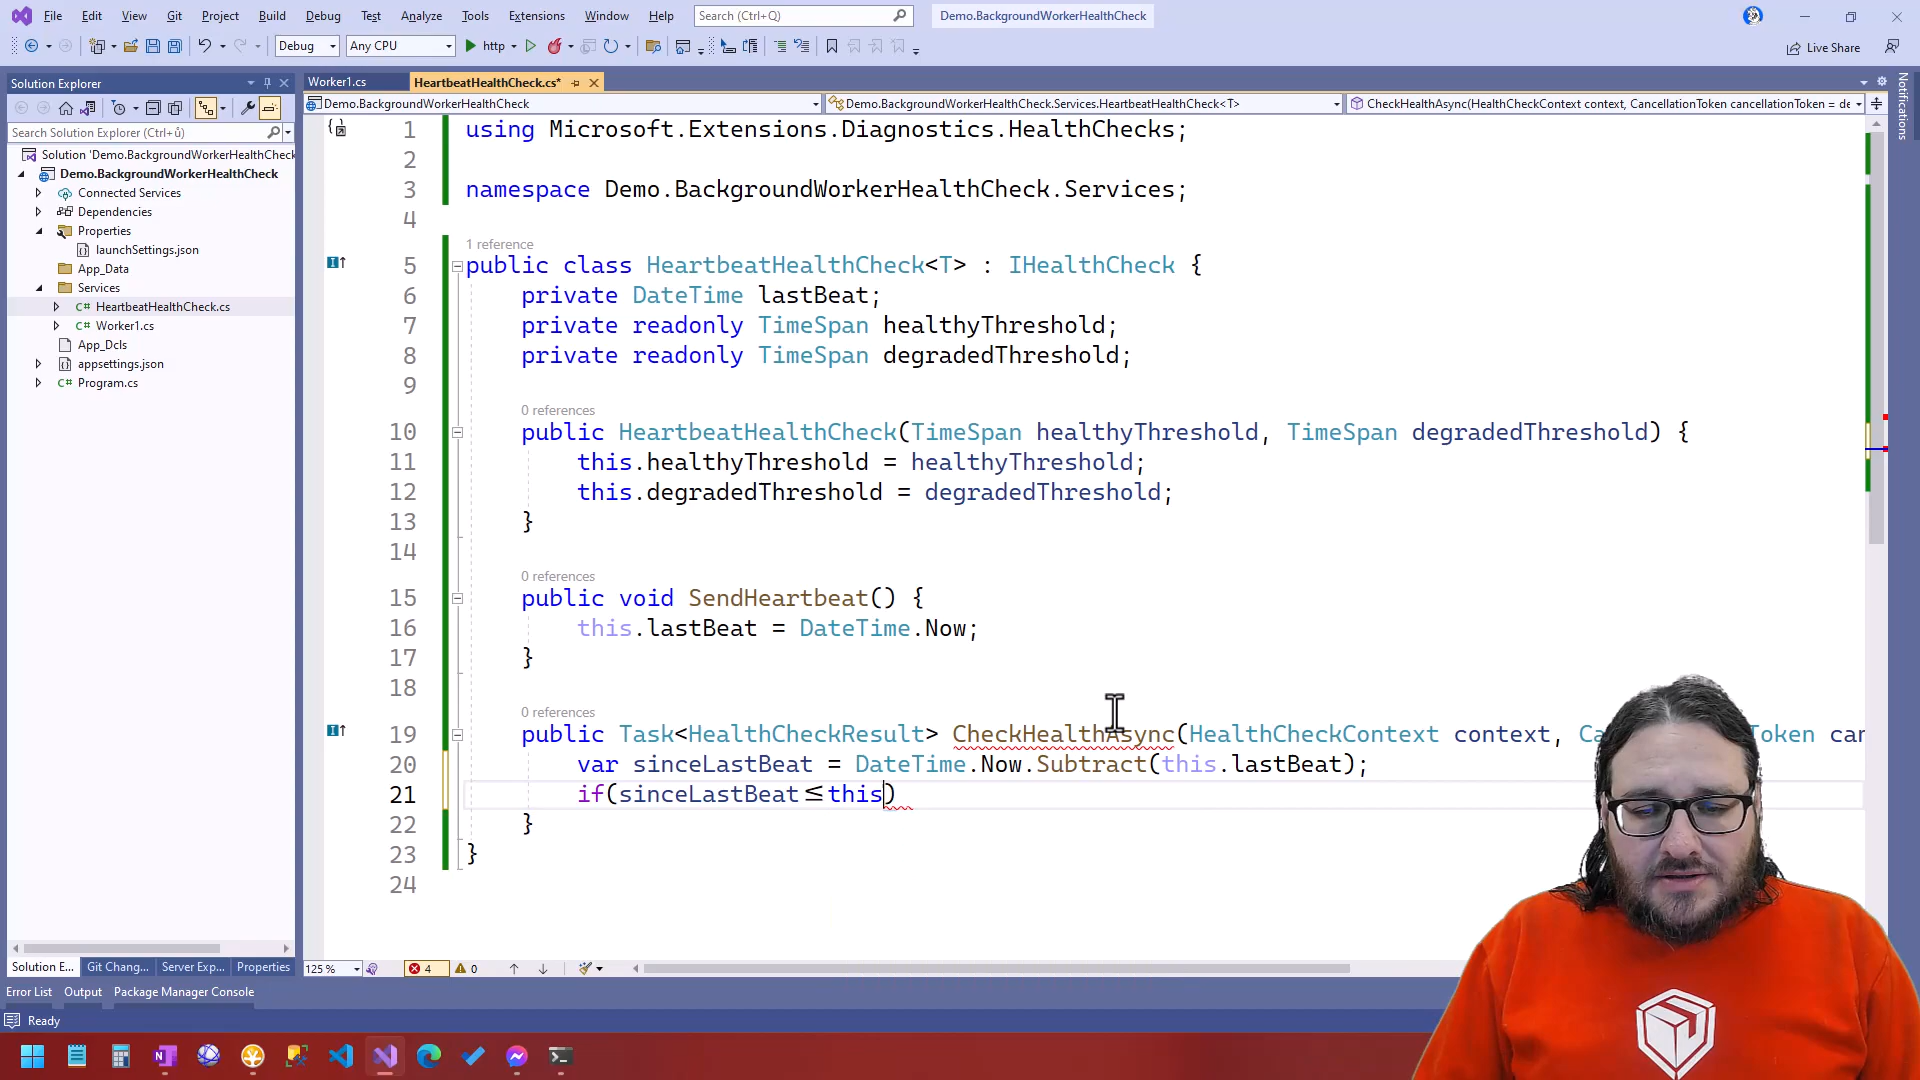 File Edit View Git Project Build Debug Test Analyze Tools Extensions Window Help Search (Ctrl+Q) Demo.BackgroundWorkerHealthCheck
Debug Any CPU http Live Share
Solution Explorer
Search Solution Explorer (Ctrl+ů)
Solution 'Demo.BackgroundWorkerHealthCheck
Demo.BackgroundWorkerHealthCheck
Connected Services
Dependencies
Properties
launchSettings.json
App_Data
Services
C# HeartbeatHealthCheck.cs
C# Worker1.cs
App_Dcls
appsettings.json
C# Program.cs
Worker1.cs HeartbeatHealthCheck.cs*
Demo.BackgroundWorkerHealthCheck Demo.BackgroundWorkerHealthCheck.Services.HeartbeatHealthCheck<T> CheckHealthAsync(HealthCheckContext context, CancellationToken cancellationToken = de
Notifications
1 using Microsoft.Extensions.Diagnostics.HealthChecks;
2
3 namespace Demo.BackgroundWorkerHealthCheck.Services;
4
1 reference
5 public class HeartbeatHealthCheck<T> : IHealthCheck {
6 private DateTime lastBeat;
7 private readonly TimeSpan healthyThreshold;
8 private readonly TimeSpan degradedThreshold;
9
0 references
10 public HeartbeatHealthCheck(TimeSpan healthyThreshold, TimeSpan degradedThreshold) {
11 this.healthyThreshold = healthyThreshold;
12 this.degradedThreshold = degradedThreshold;
13 }
14
0 references
15 public void SendHeartbeat() {
16 this.lastBeat = DateTime.Now;
17 }
18
0 references
19 public Task<HealthCheckResult> CheckHealthAsync(HealthCheckContext context, Ca Token can
20 var sinceLastBeat = DateTime.Now.Subtract(this.lastBeat);
21 if(sinceLastBeat≤this)
22 }
23 }
24
125 % 4 0
Solution E... Git Chang... Server Exp... Properties
Error List Output Package Manager Console
Ready